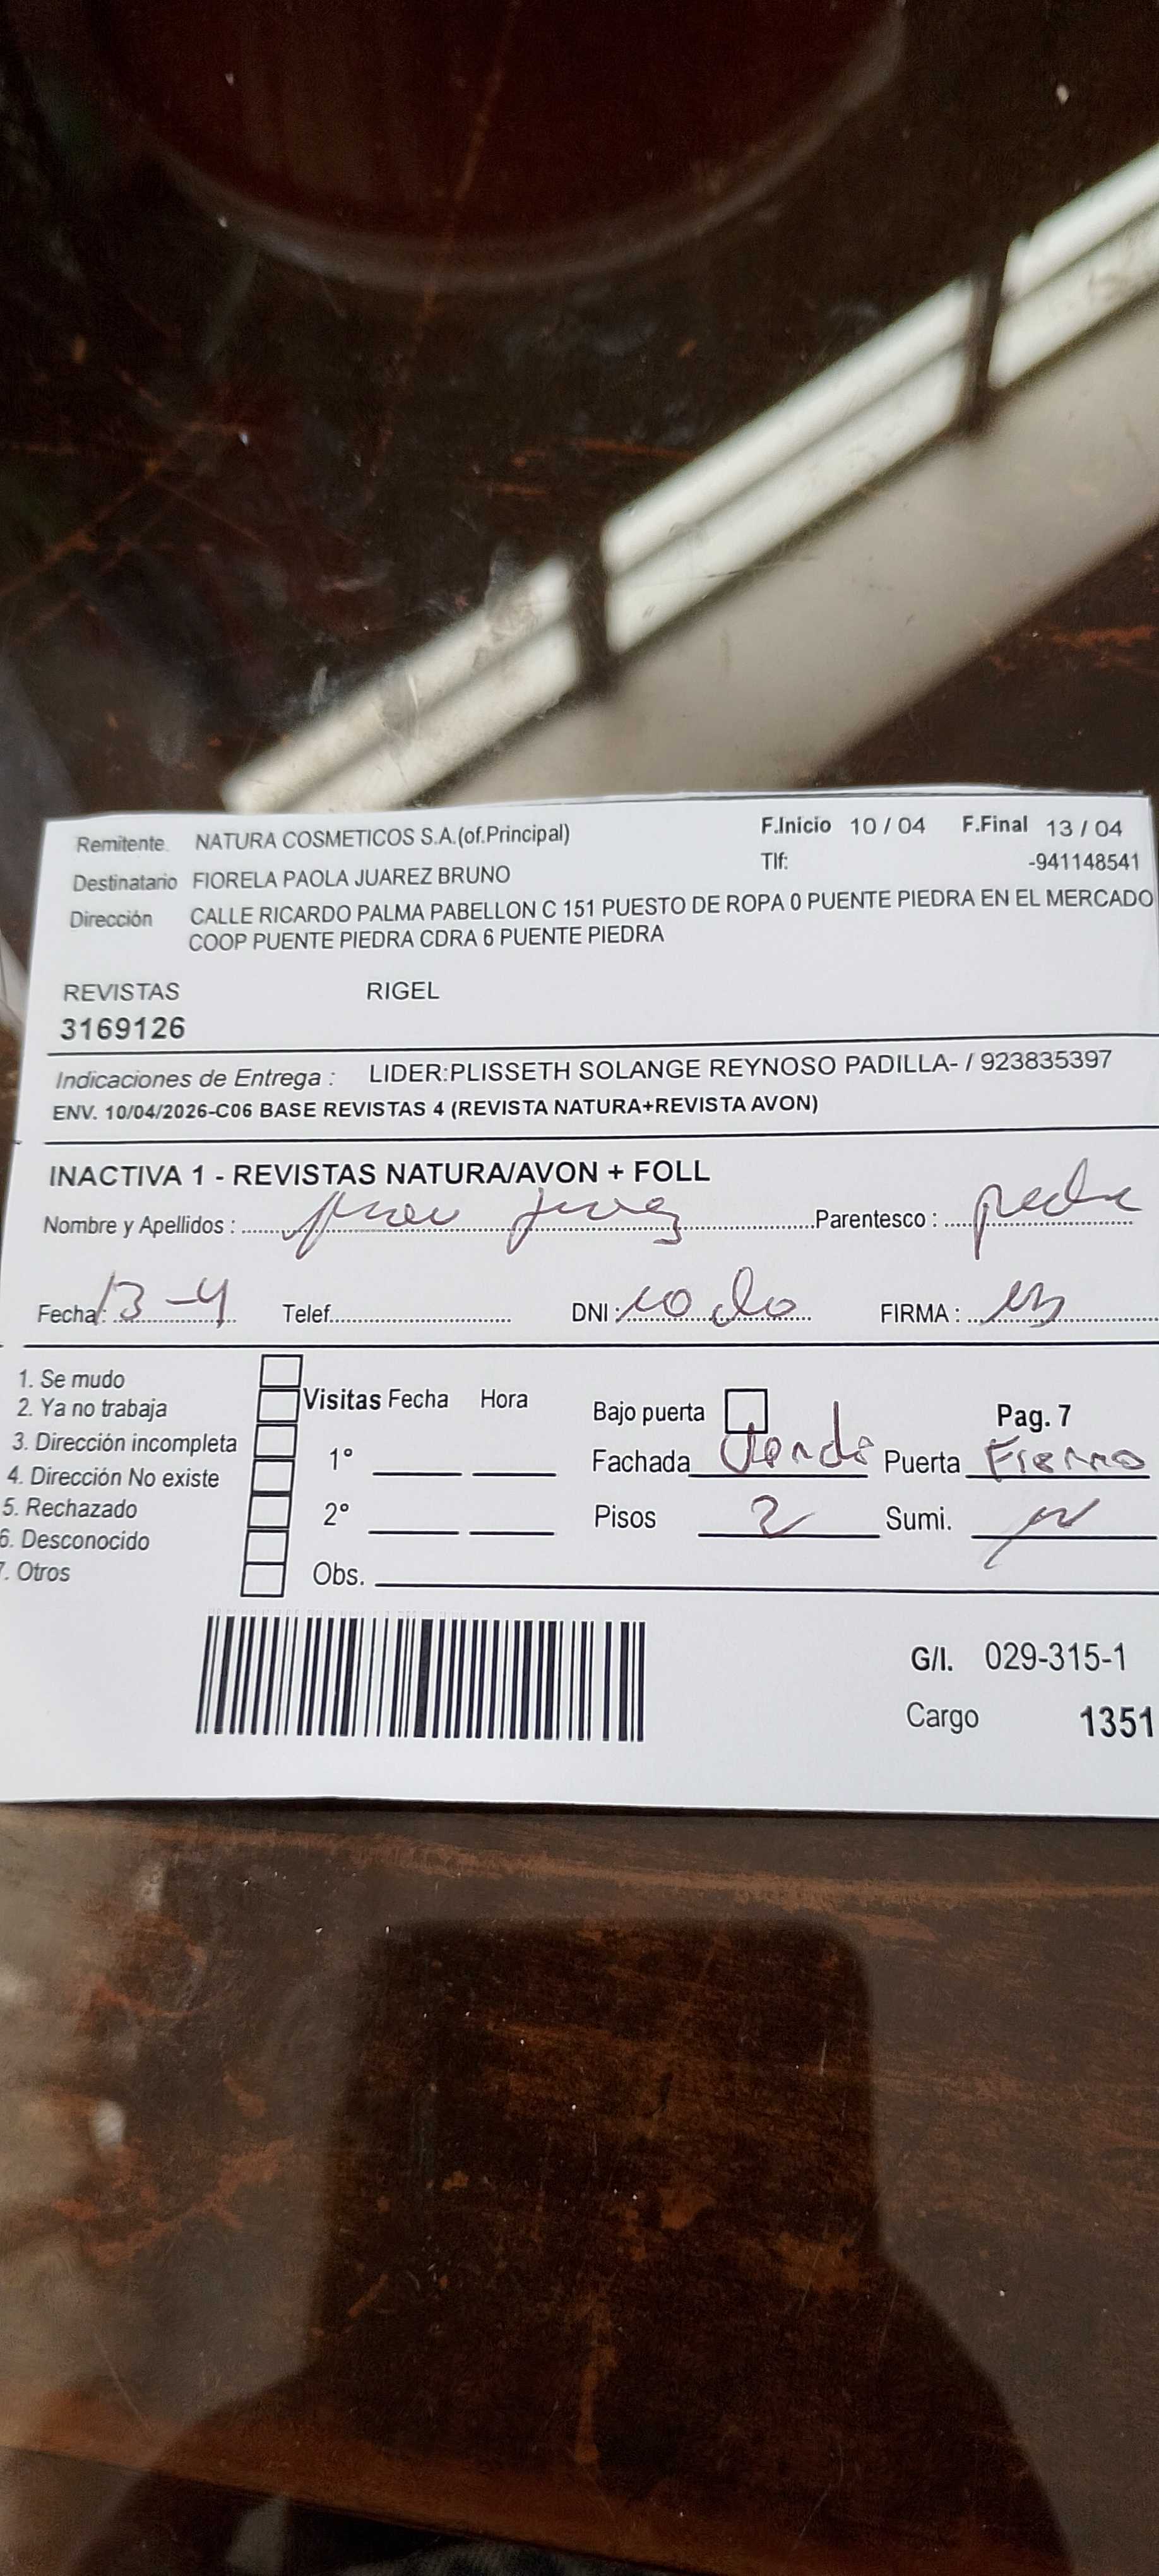 Remitente. NATURA COSMETICOS S.A.(of.Principal) F.Inicio 10 / 04 F.Final 13 / 04
Destinatario FIORELA PAOLA JUAREZ BRUNO Tlf: -941148541
Dirección CALLE RICARDO PALMA PABELLON C 151 PUESTO DE ROPA 0 PUENTE PIEDRA EN EL MERCADO
COOP PUENTE PIEDRA CDRA 6 PUENTE PIEDRA
REVISTAS RIGEL
3169126
Indicaciones de Entrega : LIDER:PLISSETH SOLANGE REYNOSO PADILLA- / 923835397
ENV. 10/04/2026-C06 BASE REVISTAS 4 (REVISTA NATURA+REVISTA AVON)
INACTIVA 1 - REVISTAS NATURA/AVON + FOLL
Nombre y Apellidos : Parentesco :
Fecha: 13-4 Telef. DNI : FIRMA :
1. Se mudo
2. Ya no trabaja
3. Dirección incompleta
4. Dirección No existe
5. Rechazado
6. Desconocido
7. Otros
Visitas Fecha Hora
1°
2°
Obs.
Bajo puerta Pag. 7
Fachada Puerta Fierro
Pisos 2 Sumi.
G/I. 029-315-1
Cargo 1351